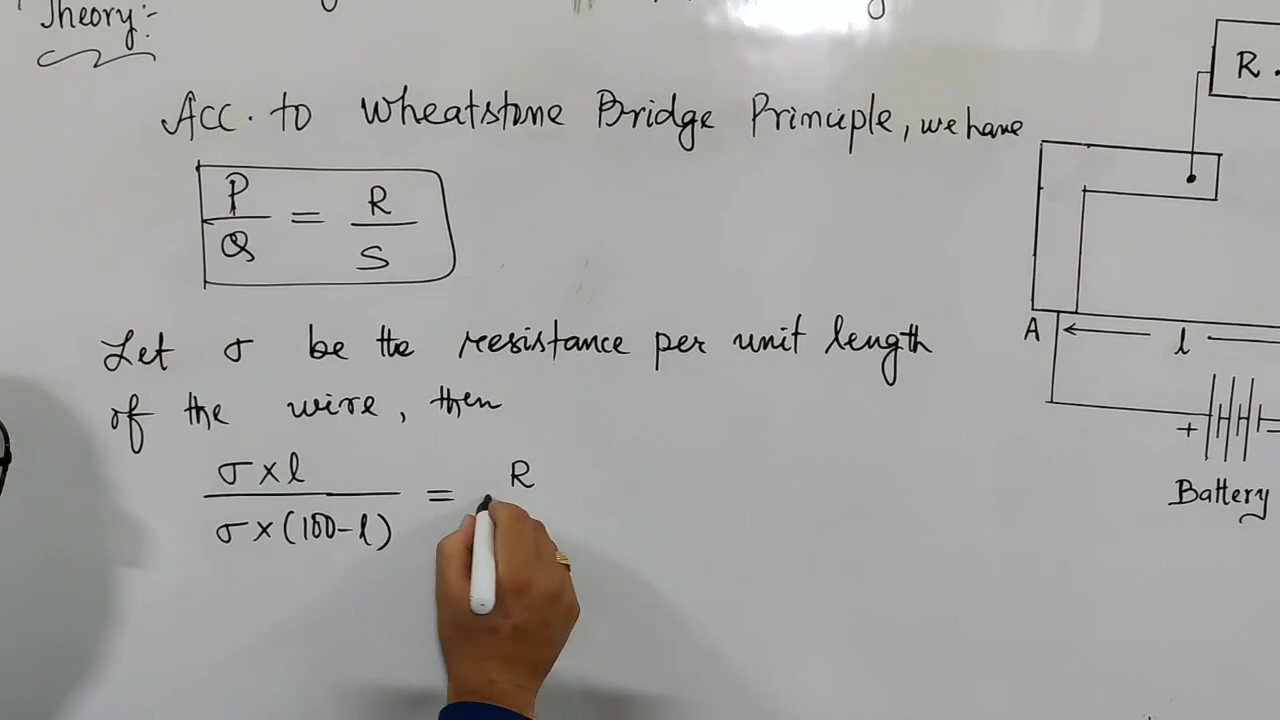 Theory:-
Acc. to Wheatstone Bridge Principle, we have
P/Q = R/S
Let σ be the resistance per unit length
of the wire, then
σ×l / σ×(100-l) = R
R
A
l
+
Battery